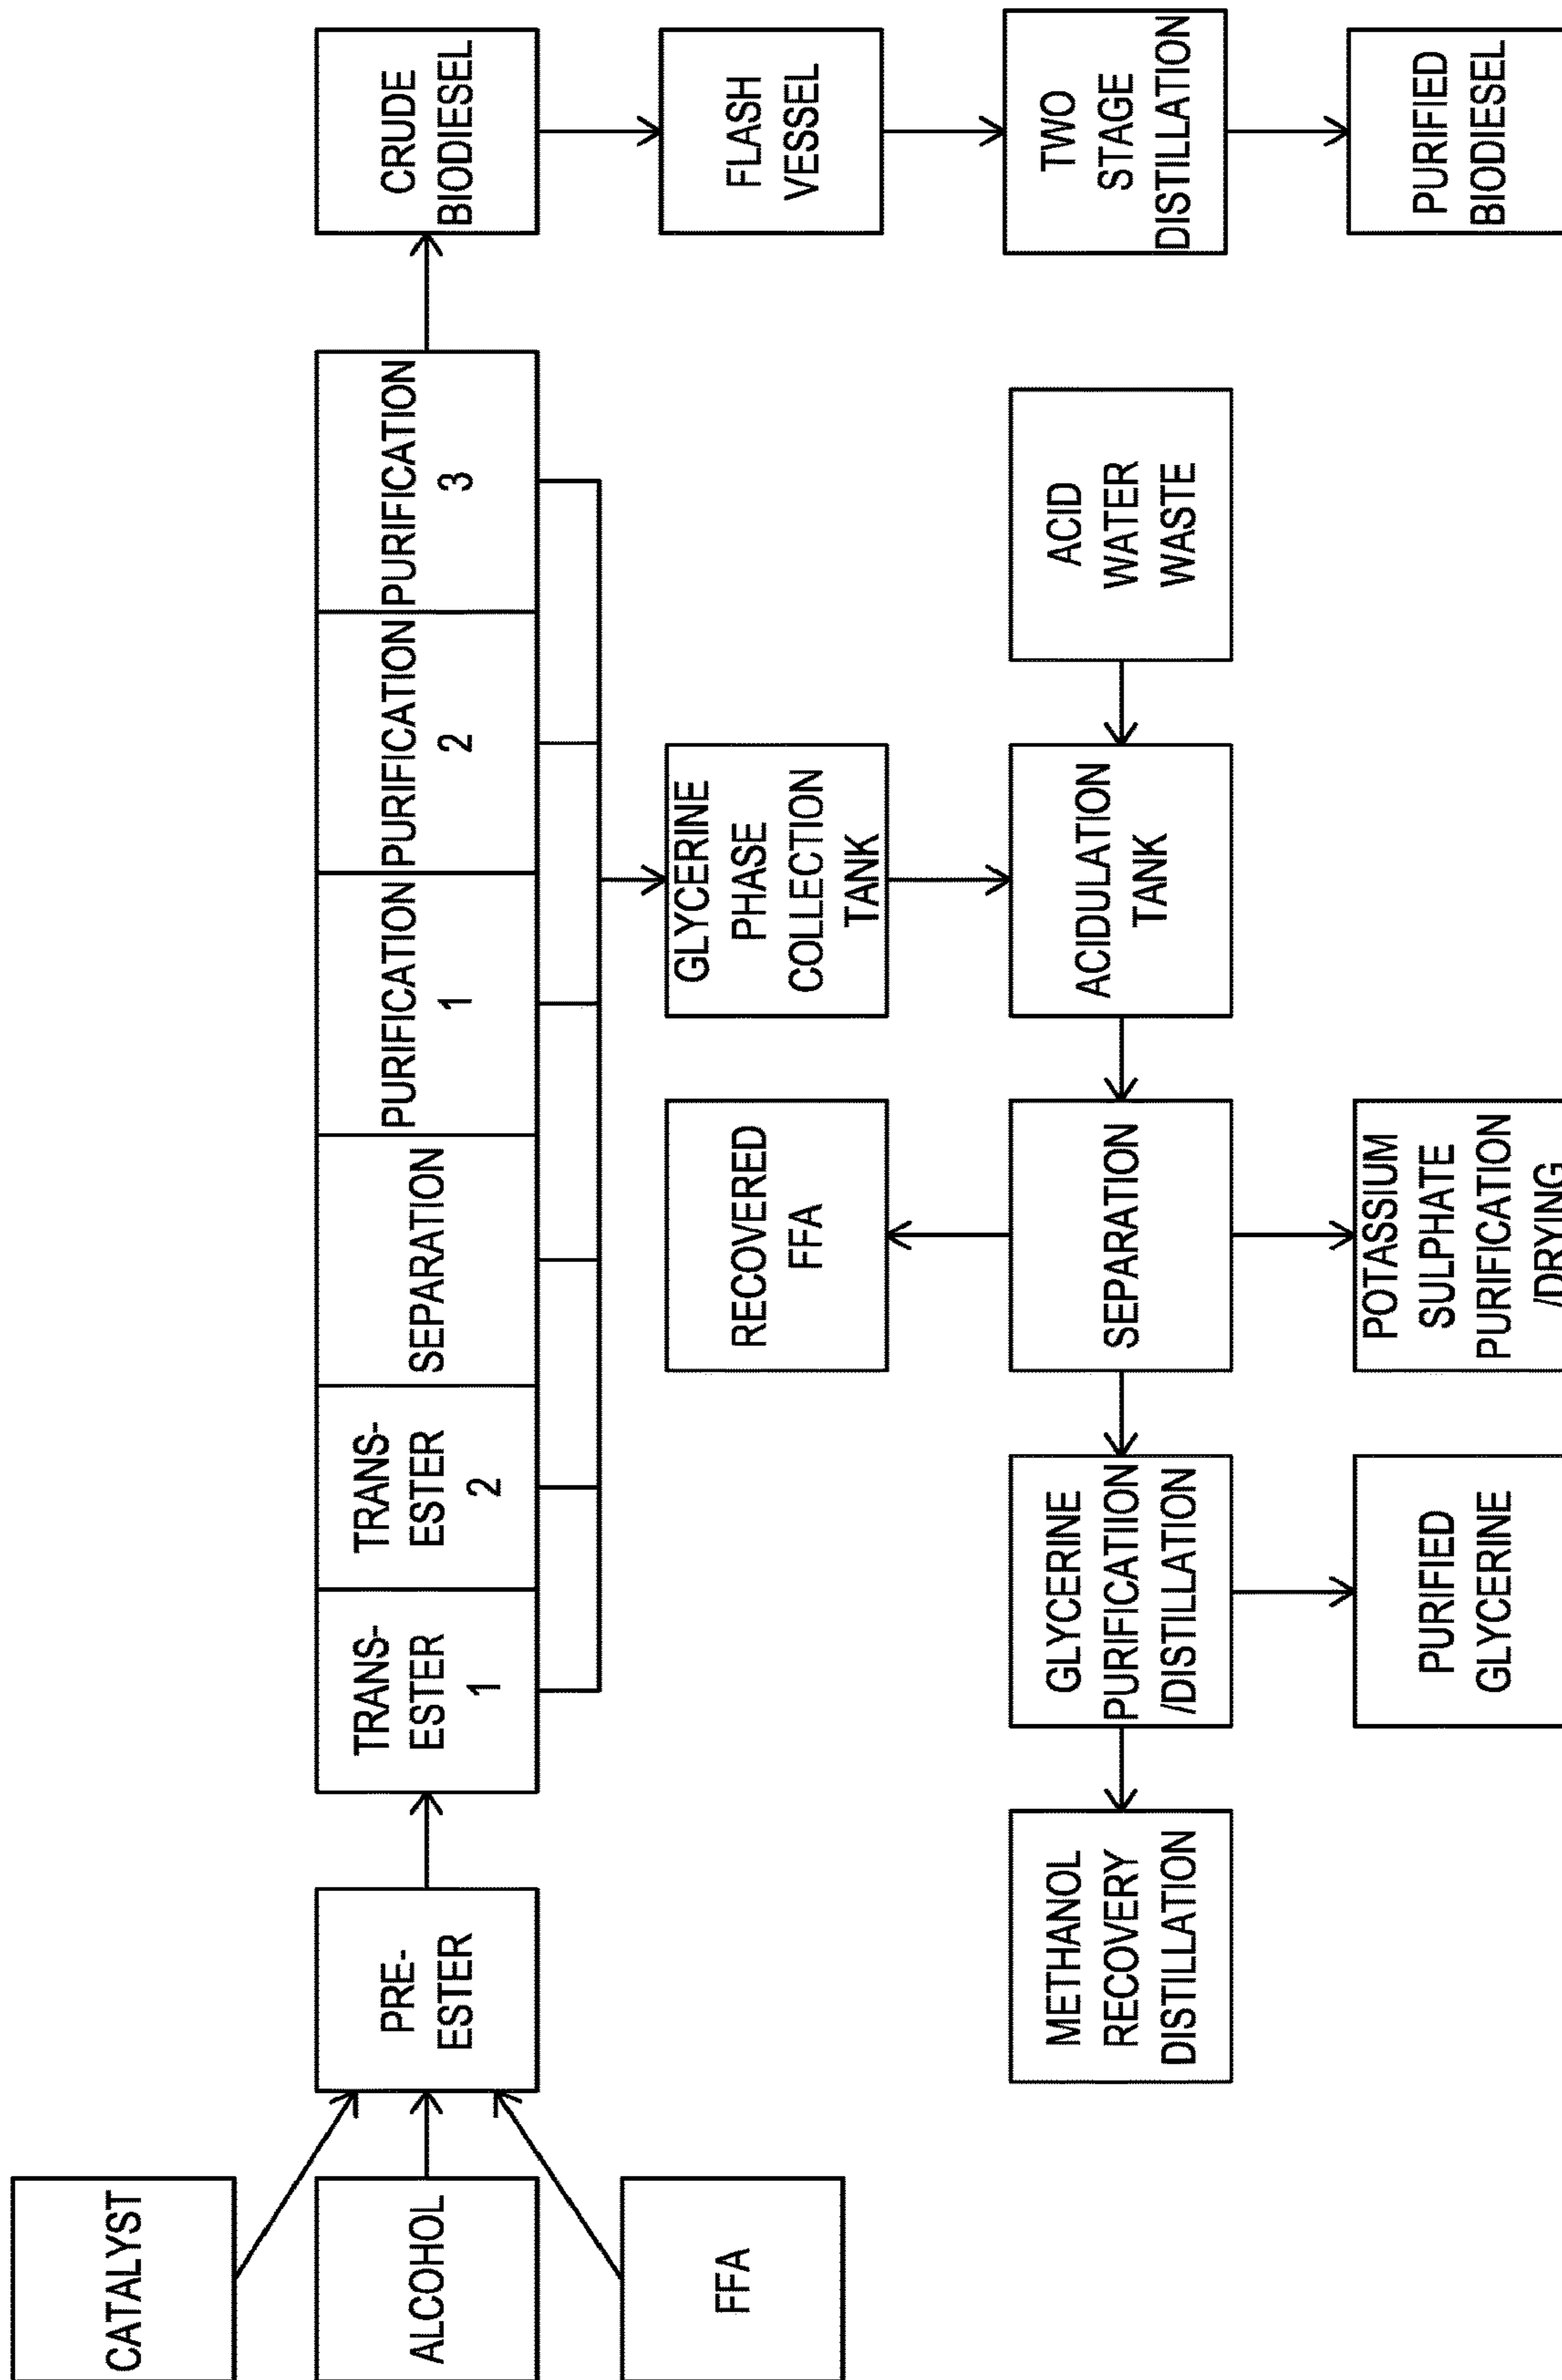 CATALYST
ALCOHOL
FFA
PRE-
ESTER
TRANS-
ESTER
1
TRANS-
ESTER
2
SEPARATION
PURIFICATION
1
PURIFICATION
2
PURIFICATION
3
CRUDE
BIODIESEL
FLASH
VESSEL
TWO
STAGE
DISTILLATION
PURIFIED
BIODIESEL
GLYCERINE
PHASE
COLLECTION
TANK
ACID
WATER
WASTE
ACIDULATION
TANK
RECOVERED
FFA
SEPARATION
POTASSIUM
SULPHATE
PURIFICATION
/DRYING
GLYCERINE
PURIFICATIION
/DISTILLATION
PURIFIED
GLYCERINE
METHANOL
RECOVERY
DISTILLATION